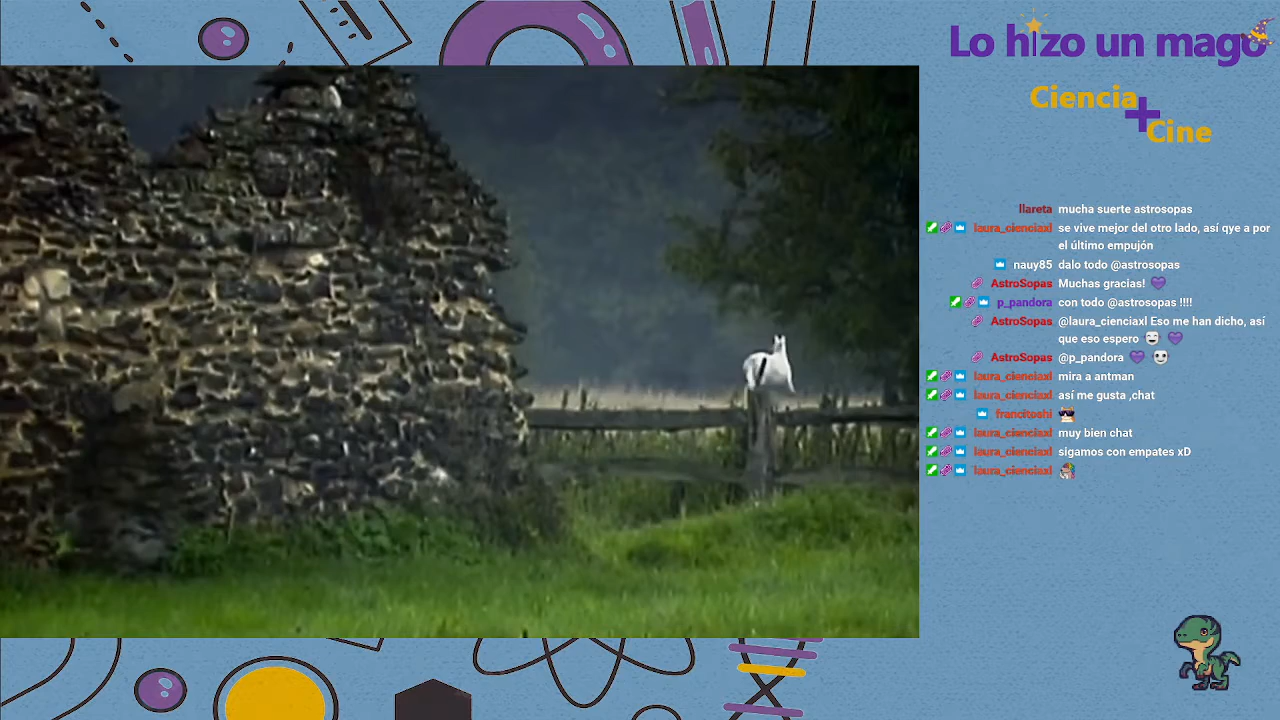 Lo hizo un mago
Ciencia
+
Cine
llareta mucha suerte astrosopas
laura_cienciaxl se vive mejor del otro lado, así qye a por
el último empujón
nauy85 dalo todo @astrosopas
AstroSopas Muchas gracias!
p_pandora con todo @astrosopas !!!!
AstroSopas @laura_cienciaxl Eso me han dicho, así
que eso espero
AstroSopas @p_pandora
laura_cienciaxl mira a antman
laura_cienciaxl así me gusta ,chat
francitoshi
laura_cienciaxl muy bien chat
laura_cienciaxl sigamos con empates xD
laura_cienciaxl